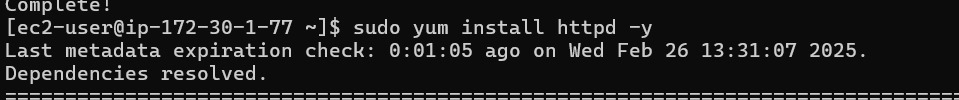 Complete!
[ec2-user@ip-172-30-1-77 ~]$ sudo yum install httpd -y
Last metadata expiration check: 0:01:05 ago on Wed Feb 26 13:31:07 2025.
Dependencies resolved.
================================================================================